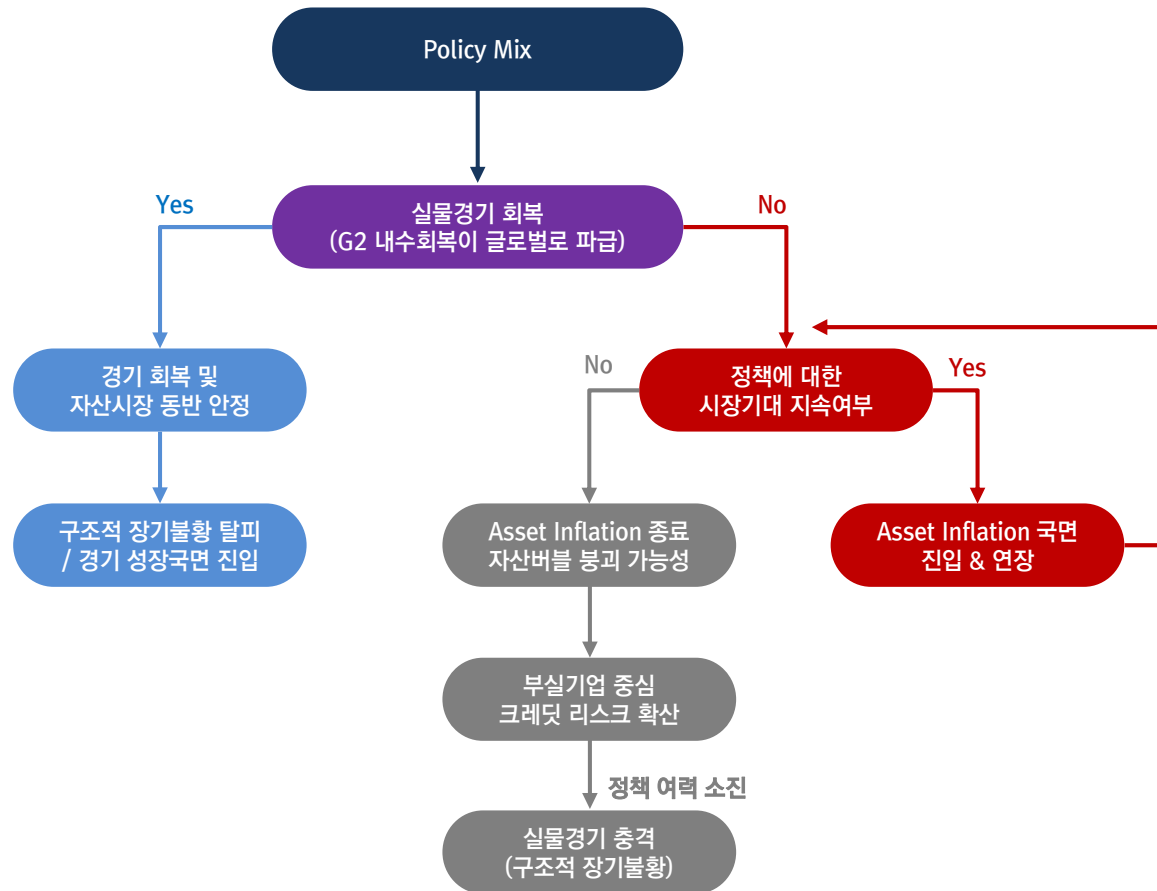 Policy Mix
Yes
실물경기 회복
(G2 내수회복이 글로벌로 파급)
No
경기 회복 및
자산시장 동반 안정
No
정책에 대한
시장기대 지속여부
Yes
구조적 장기불황 탈피
/ 경기 성장국면 진입
Asset Inflation 종료
자산버블 붕괴 가능성
Asset Inflation 국면
진입 & 연장
부실기업 중심
크레딧 리스크 확산
정책 여력 소진
실물경기 충격
(구조적 장기불황)